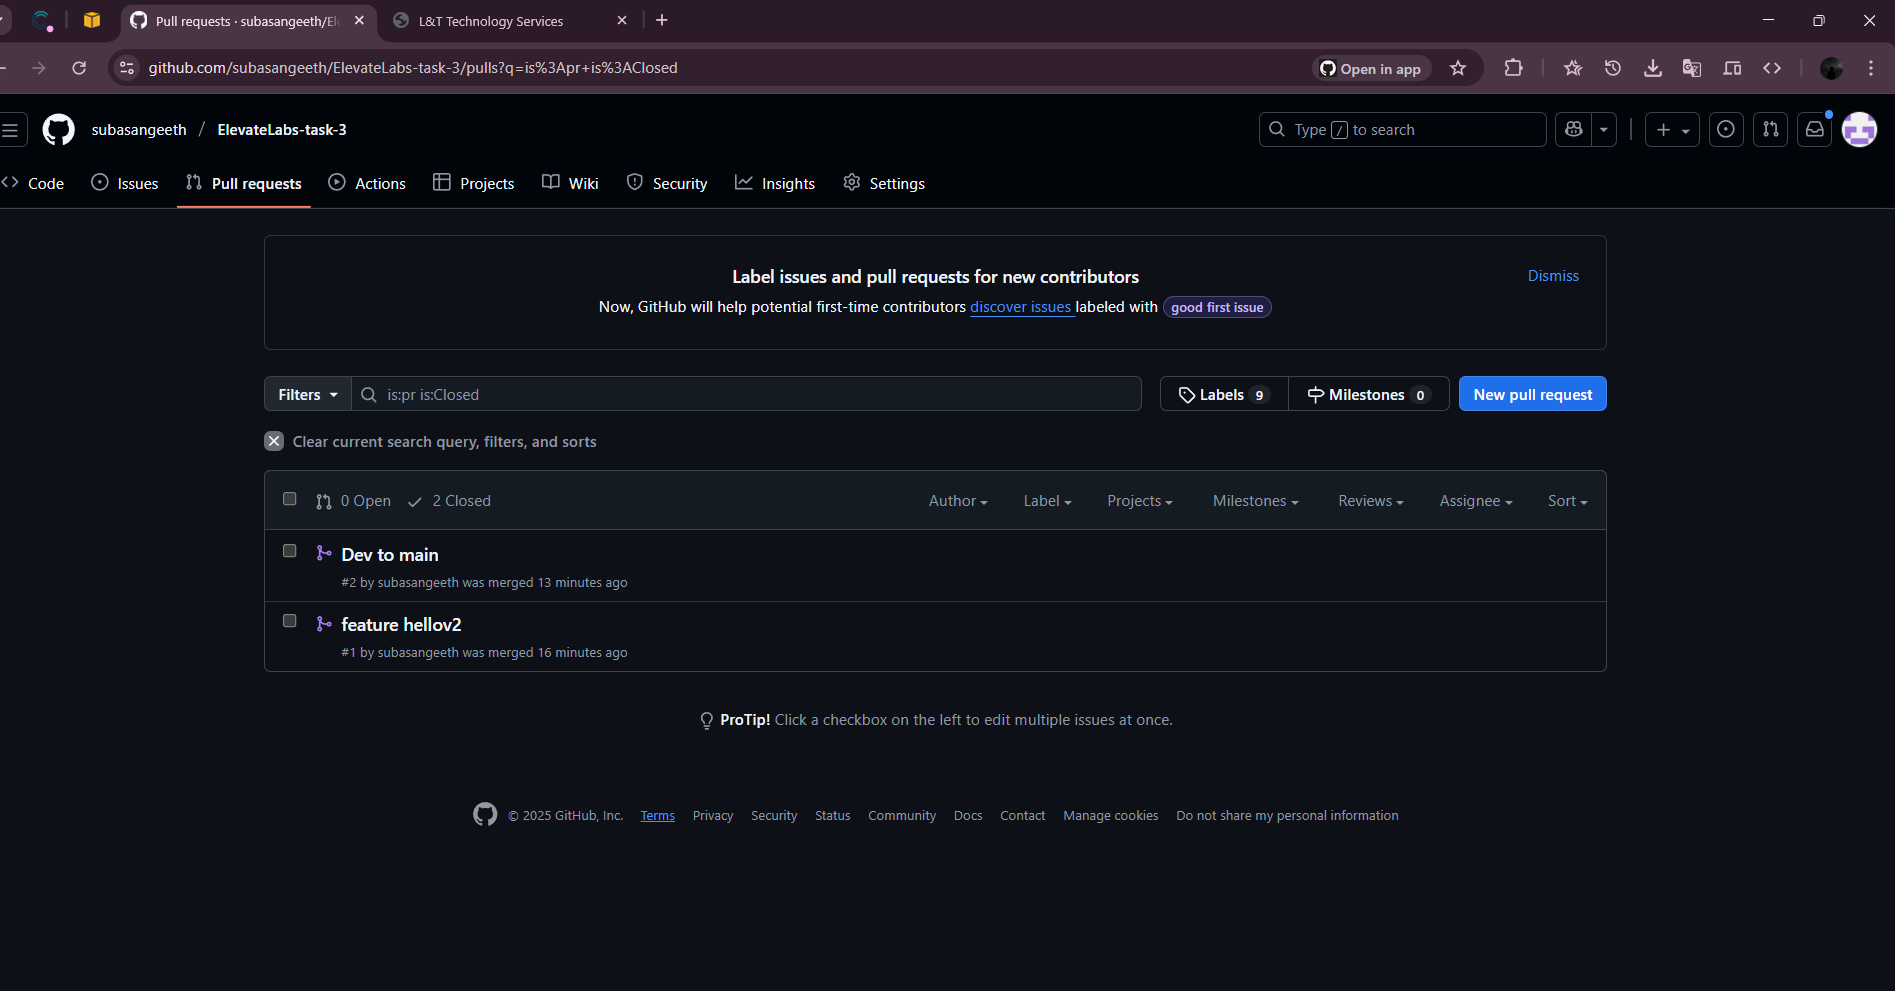 Pull requests · subasangeeth/El
L&T Technology Services
github.com/subasangeeth/ElevateLabs-task-3/pulls?q=is%3Apr+is%3AClosed
Open in app
subasangeeth / ElevateLabs-task-3
Type / to search
Code
Issues
Pull requests
Actions
Projects
Wiki
Security
Insights
Settings
Label issues and pull requests for new contributors
Dismiss
Now, GitHub will help potential first-time contributors discover issues labeled with good first issue
Filters
is:pr is:Closed
Labels 9
Milestones 0
New pull request
Clear current search query, filters, and sorts
0 Open
2 Closed
Author
Label
Projects
Milestones
Reviews
Assignee
Sort
Dev to main
#2 by subasangeeth was merged 13 minutes ago
feature hellov2
#1 by subasangeeth was merged 16 minutes ago
ProTip! Click a checkbox on the left to edit multiple issues at once.
© 2025 GitHub, Inc.
Terms
Privacy
Security
Status
Community
Docs
Contact
Manage cookies
Do not share my personal information